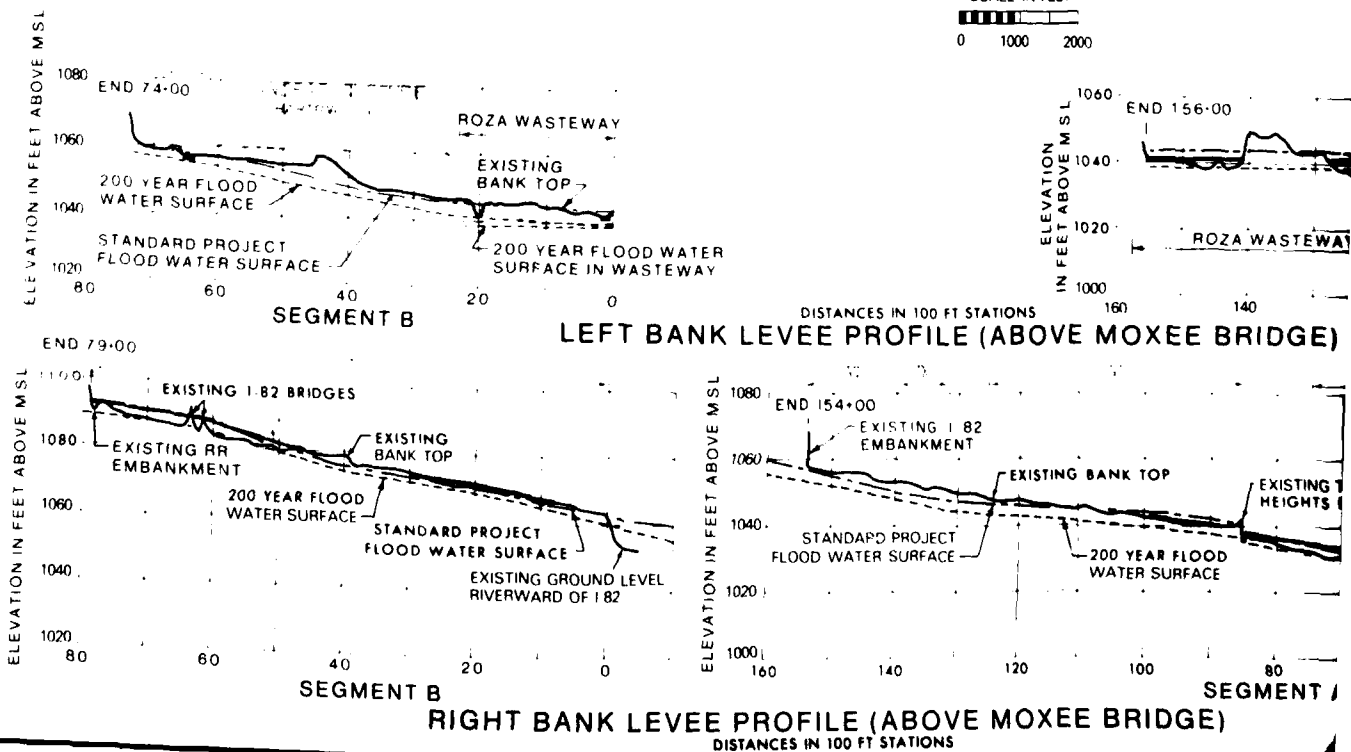 0 1000 2000
ELEVATION IN FEET ABOVE MSL
1080
1060
1040
1020
END 74+00
ROZA WASTEWAY
EXISTING
BANK TOP
200 YEAR FLOOD
WATER SURFACE
STANDARD PROJECT
FLOOD WATER SURFACE
200 YEAR FLOOD WATER
SURFACE IN WASTEWAY
80 60 40 20 0
SEGMENT B
ELEVATION
IN FEET ABOVE MSL
1060
1040
1020
1000
END 156+00
ROZA WASTEWAY
160 140
DISTANCES IN 100 FT STATIONS
LEFT BANK LEVEE PROFILE (ABOVE MOXEE BRIDGE)
END 79+00
ELEVATION IN FEET ABOVE MSL
1100
1080
1060
1040
1020
EXISTING I-82 BRIDGES
EXISTING RR
EMBANKMENT
EXISTING
BANK TOP
200 YEAR FLOOD
WATER SURFACE
STANDARD PROJECT
FLOOD WATER SURFACE
EXISTING GROUND LEVEL
RIVERWARD OF I 82
80 60 40 20 0
SEGMENT B
ELEVATION IN FEET ABOVE MSL
1080
1060
1040
1020
1000
END 154+00
EXISTING I 82
EMBANKMENT
EXISTING BANK TOP
EXISTING
HEIGHTS
STANDARD PROJECT
FLOOD WATER SURFACE
200 YEAR FLOOD
WATER SURFACE
160 140 120 100 80
SEGMENT
RIGHT BANK LEVEE PROFILE (ABOVE MOXEE BRIDGE)
DISTANCES IN 100 FT STATIONS